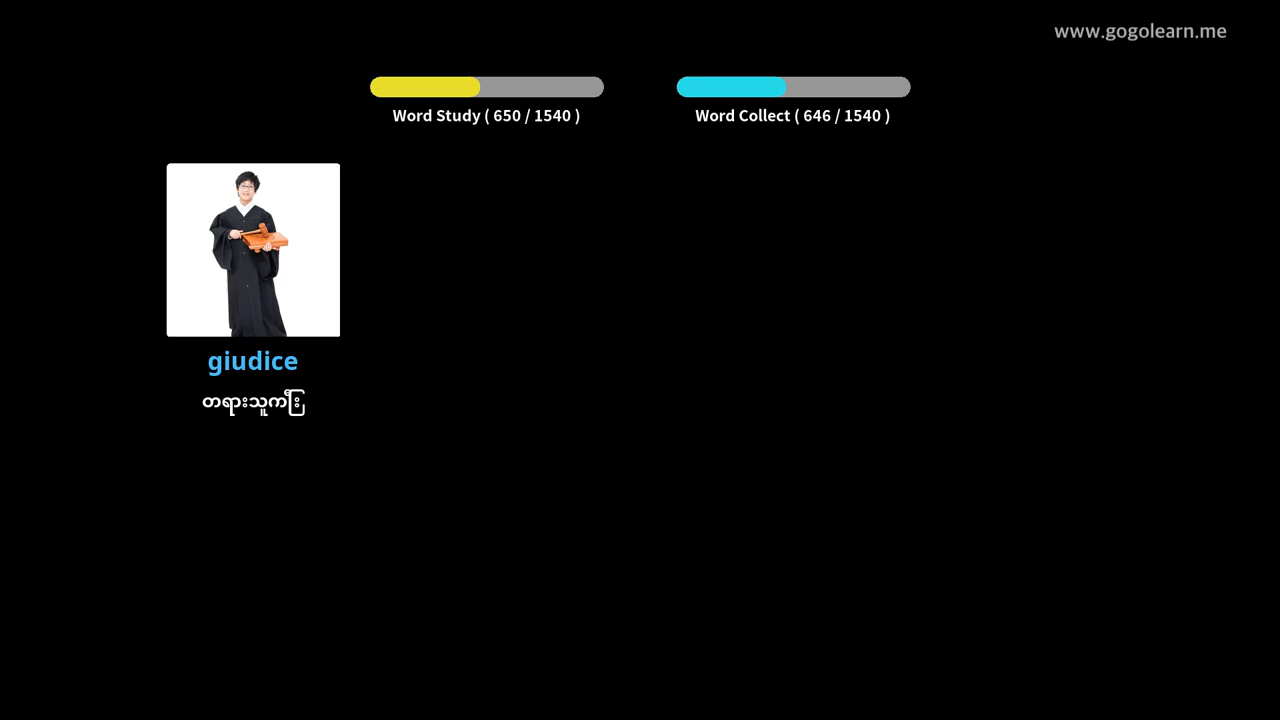 www.gogolearn.me
Word Study ( 650 / 1540 )
Word Collect ( 646 / 1540 )
giudice
တရားသူကြီး